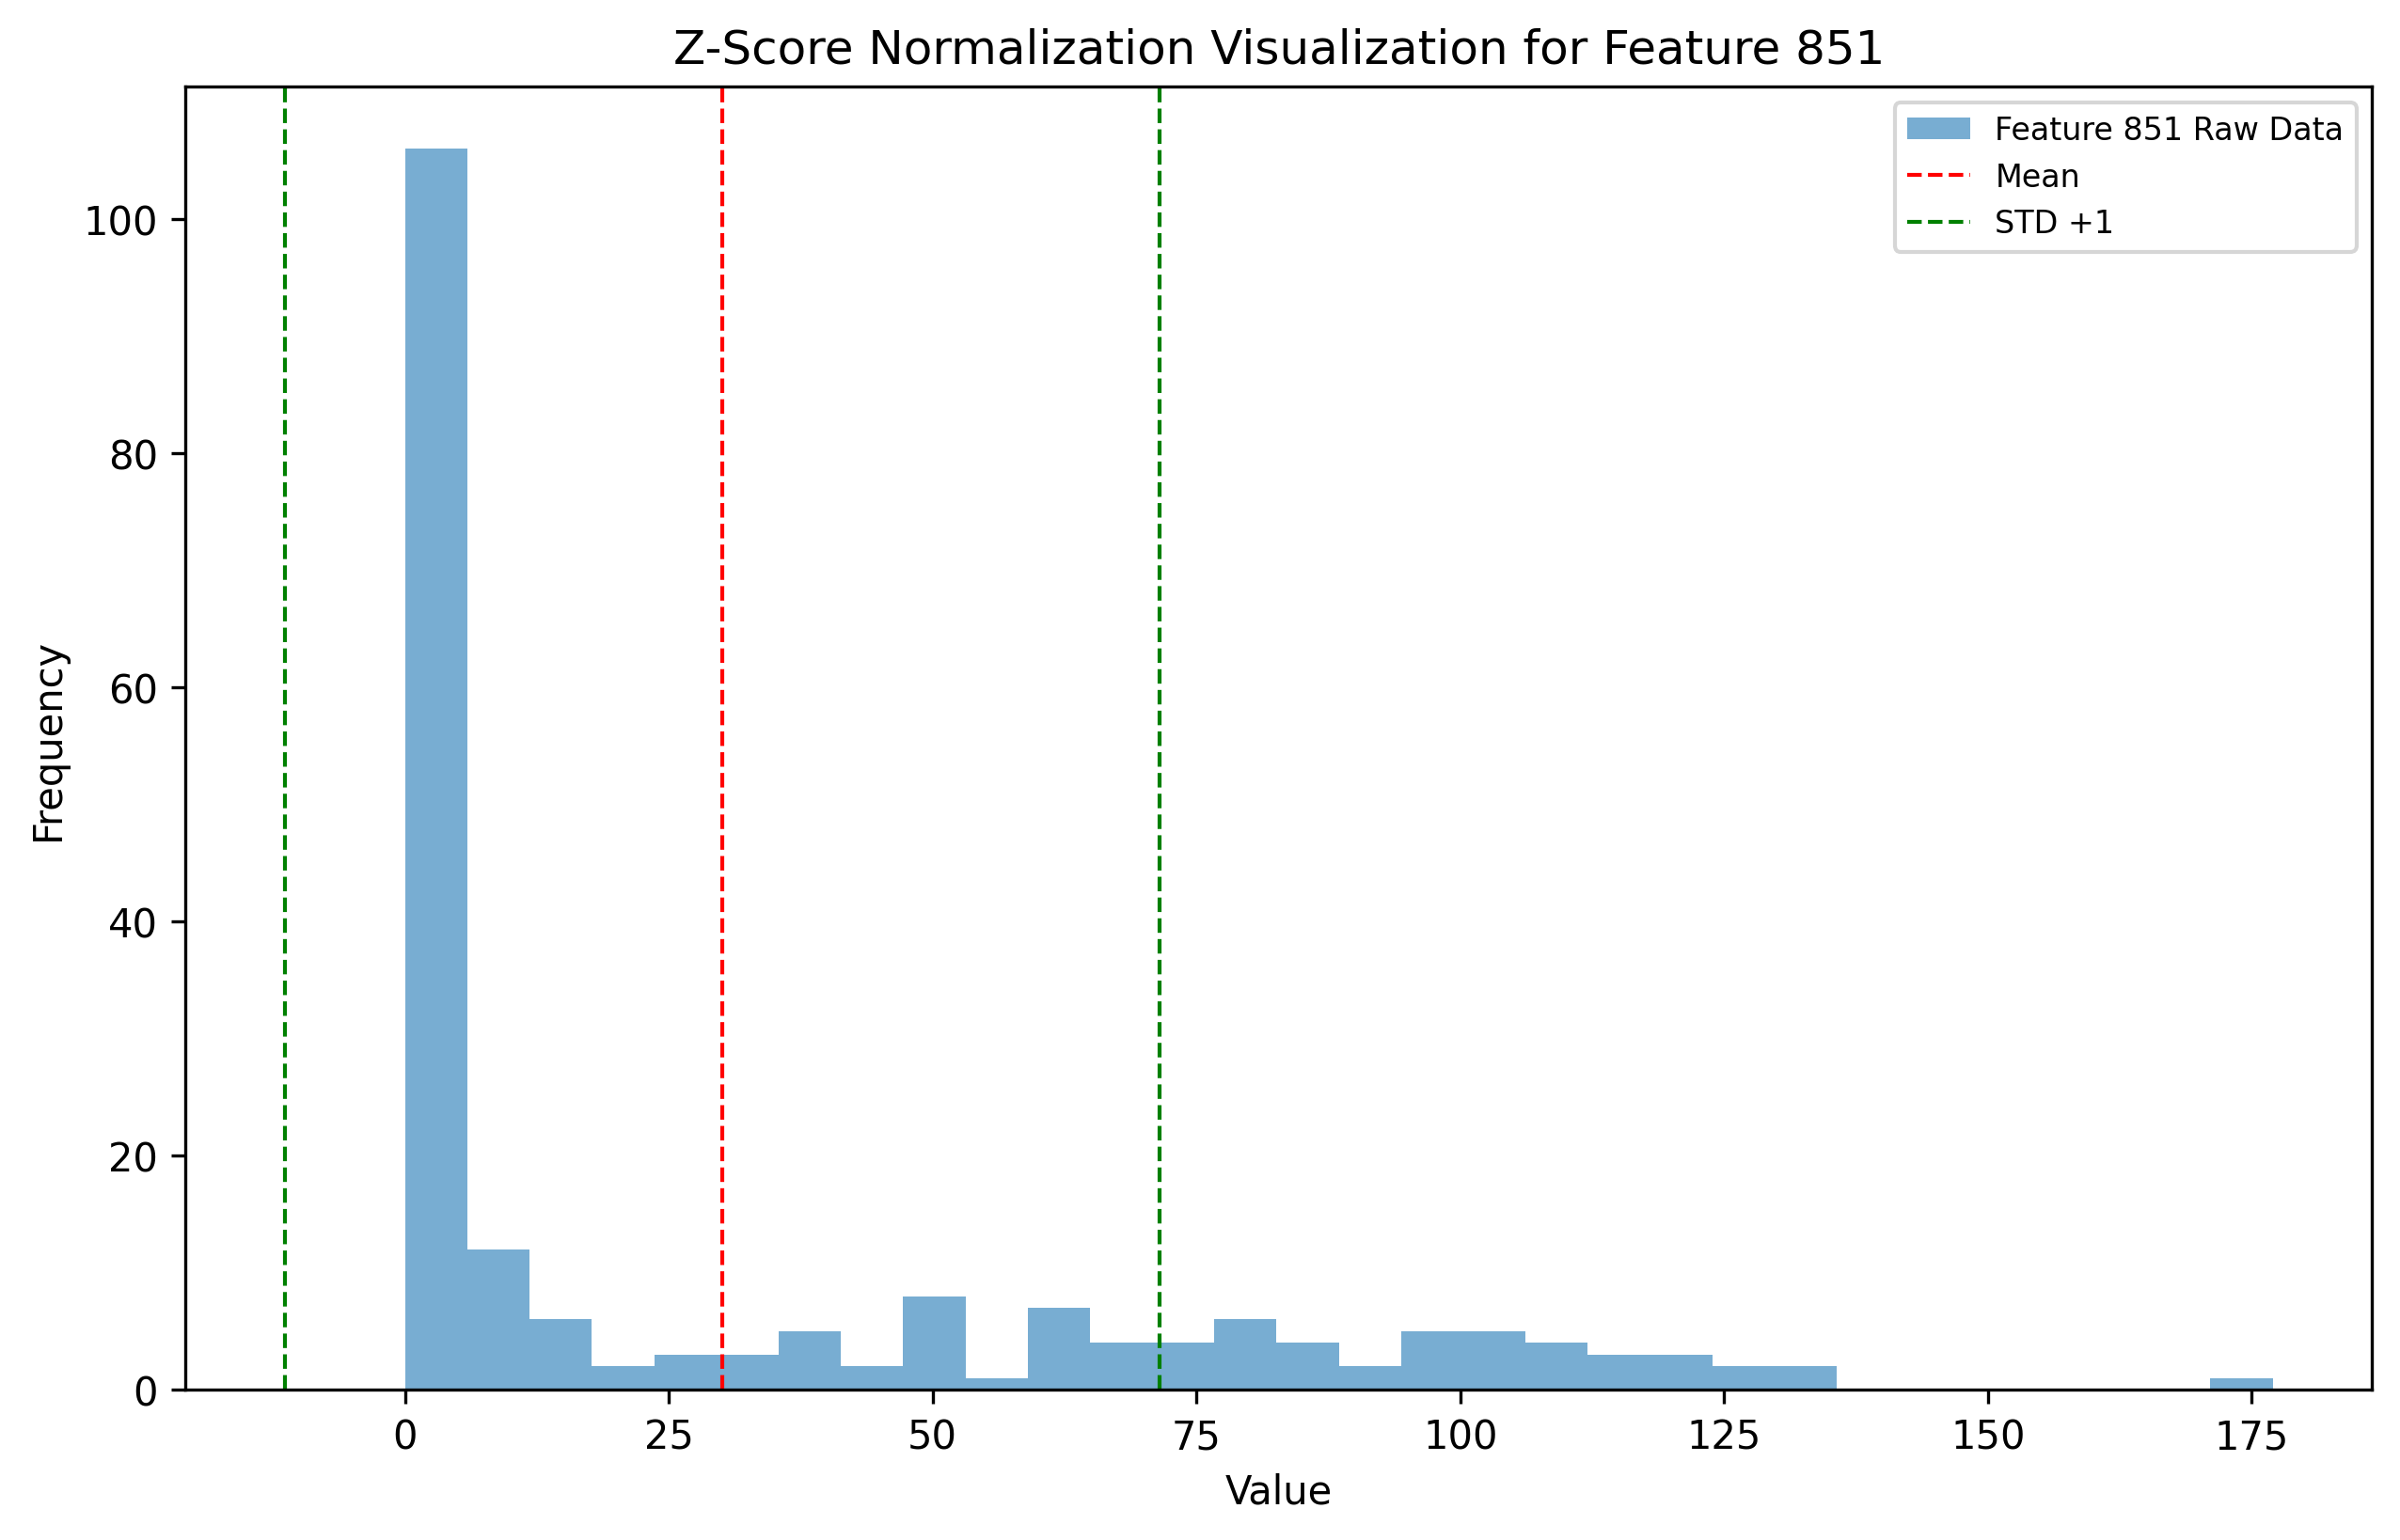 Z-Score Normalization Visualization for Feature 851
Feature 851 Raw Data
Mean
STD +1
Frequency
100
80
60
40
20
0
0 25 50 75 100 125 150 175
Value